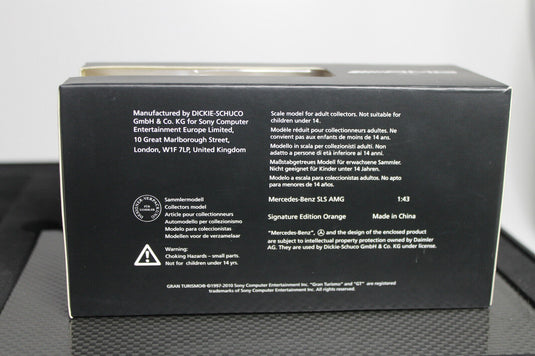 AMG
Manufactured by DICKIE-SCHUCO
GmbH & Co. KG for Sony Computer
Entertainment Europe Limited,
10 Great Marlborough Street,
London, W1F 7LP, United Kingdom
Scale model for adult collectors. Not suitable for
children under 14.
Modèle réduit pour collectionneurs adultes. Ne
convient pas aux enfants de moins de 14 ans.
Modello in scala per collezionisti adulti. Non
adatto a persone di età inferiore ai 14 anni.
Maßstabgetreues Modell für erwachsene Sammler.
Nicht geeignet für Kinder unter 14 Jahren.
Modelo a escala para coleccionistas adultos. No apto
para menores de 14 años.
Sammlermodell
Collectors model
Article pour collectionneurs
Automodello per collezionismo
Modelo para coleccionistas
Modellen voor de verzamelaar
Mercedes-Benz SLS AMG 1:43
Signature Edition Orange Made in China
Warning:
Choking Hazards – small parts.
Not for children under 14 yrs.
"Mercedes-Benz", and the design of the enclosed product
are subject to intellectual property protection owned by Daimler
AG. They are used by Dickie-Schuco GmbH & Co. KG under license.
GRAN TURISMO® ©1997-2010 Sony Computer Entertainment Inc. "Gran Turismo" and "GT" are registered
trademarks of Sony Computer Entertainment Inc. All rights reserved.